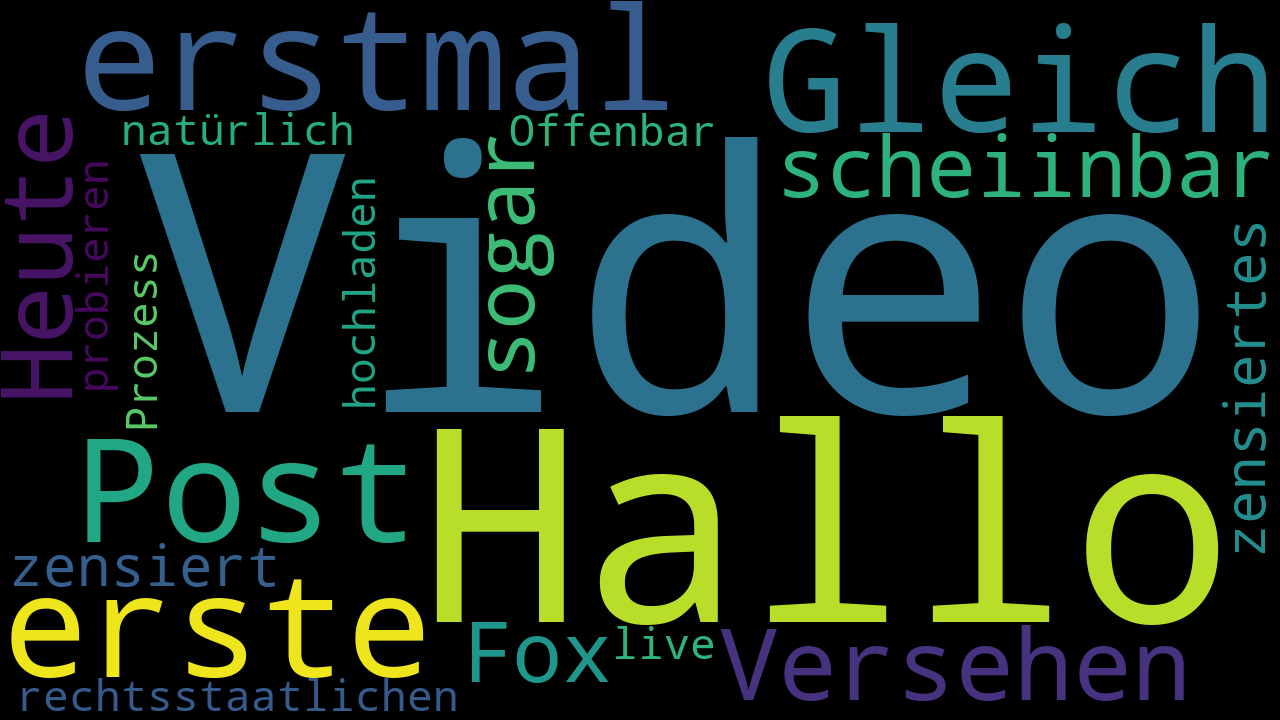 erstmal
Gleich
natürlich
Offenbar
scheiinbar
Heute
probieren
Video
sogar
hochladen
Prozess
zensiertes
Post
Hallo
zensiert
erste
Fox
live
Versehen
rechtsstaatlichen